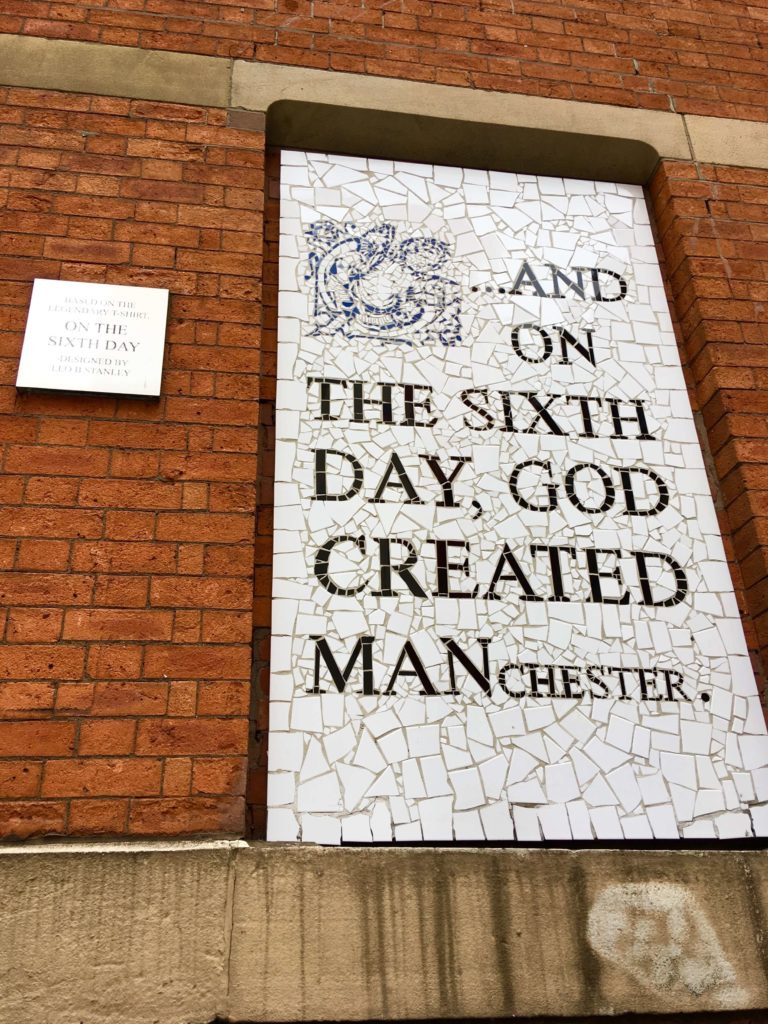 BASED ON THE
LEGENDARY T-SHIRT,
ON THE
SIXTH DAY
DESIGNED BY
LEO B STANLEY
...AND
ON
THE SIXTH
DAY, GOD
CREATED
MANCHESTER.